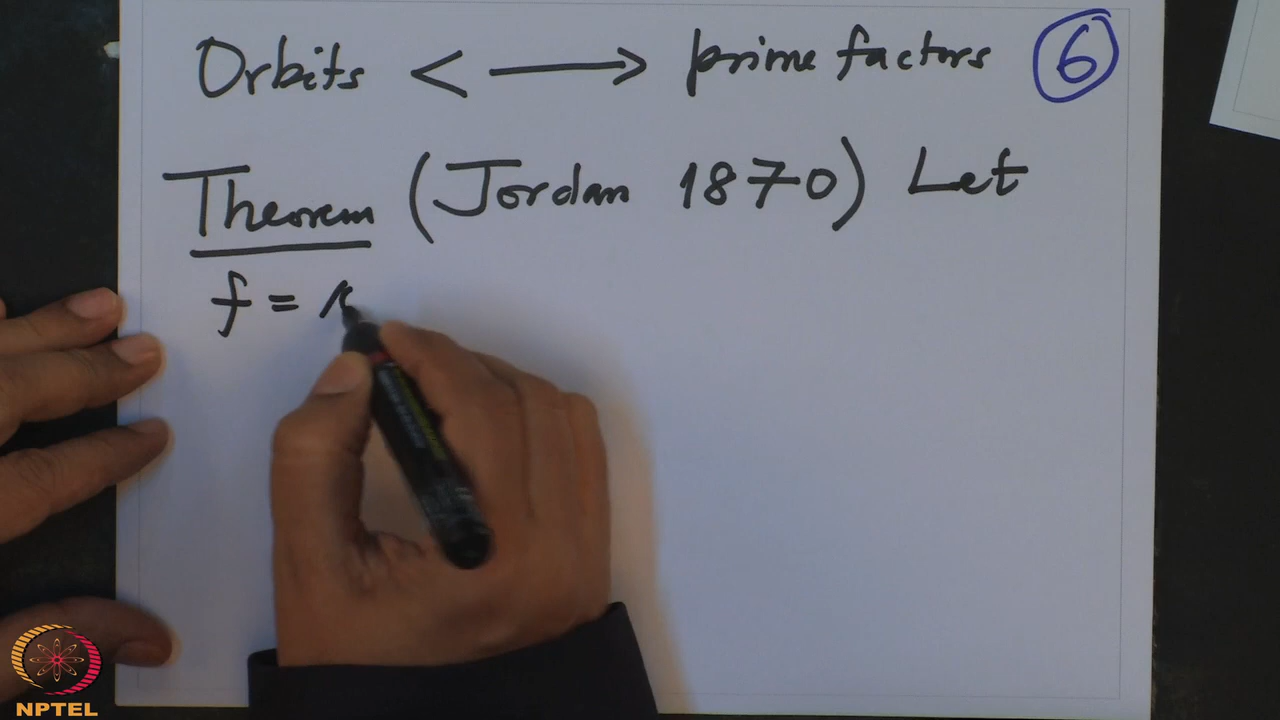 Orbits <⟶ prime factors 6
Theorem (Jordan 1870) Let
f =
NPTEL